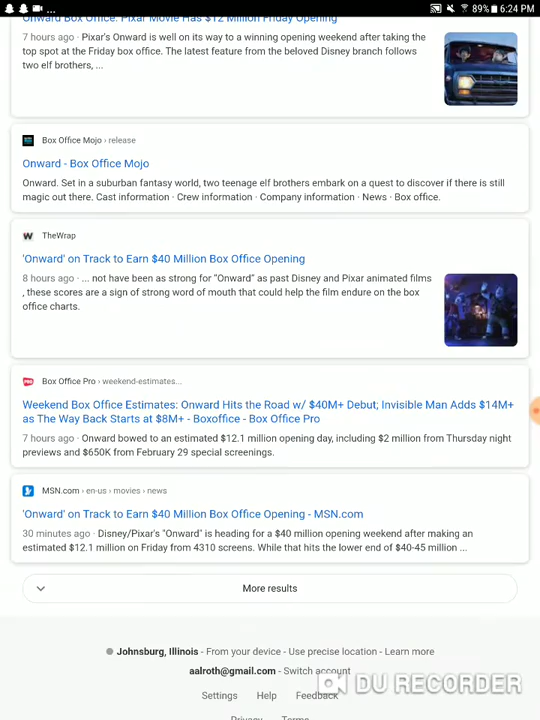 89% 6:24 PM
Box Office: Pixar Movie Has $12 Million Friday Opening
7 hours ago · Pixar's Onward is well on its way to a winning opening weekend after taking the
top spot at the Friday box office. The latest feature from the beloved Disney branch follows
two elf brothers, ...
Box Office Mojo › release
Onward - Box Office Mojo
Onward. Set in a suburban fantasy world, two teenage elf brothers embark on a quest to discover if there is still
magic out there. Cast information · Crew information · Company information · News · Box office.
W TheWrap
'Onward' on Track to Earn $40 Million Box Office Opening
8 hours ago · ... not have been as strong for “Onward” as past Disney and Pixar animated films
, these scores are a sign of strong word of mouth that could help the film endure on the box
office charts.
Box Office Pro › weekend-estimates...
Weekend Box Office Estimates: Onward Hits the Road w/ $40M+ Debut; Invisible Man Adds $14M+
as The Way Back Starts at $8M+ - Boxoffice - Box Office Pro
7 hours ago · Onward bowed to an estimated $12.1 million opening day, including $2 million from Thursday night
previews and $650K from February 29 special screenings.
MSN.com › en-us › movies › news
'Onward' on Track to Earn $40 Million Box Office Opening - MSN.com
30 minutes ago · Disney/Pixar's "Onward" is heading for a $40 million opening weekend after making an
estimated $12.1 million on Friday from 4310 screens. While that hits the lower end of $40-45 million ...
More results
Johnsburg, Illinois - From your device - Use precise location - Learn more
aalroth@gmail.com - Switch account
DU RECORDER
Settings Help Feedback
Privacy Terms